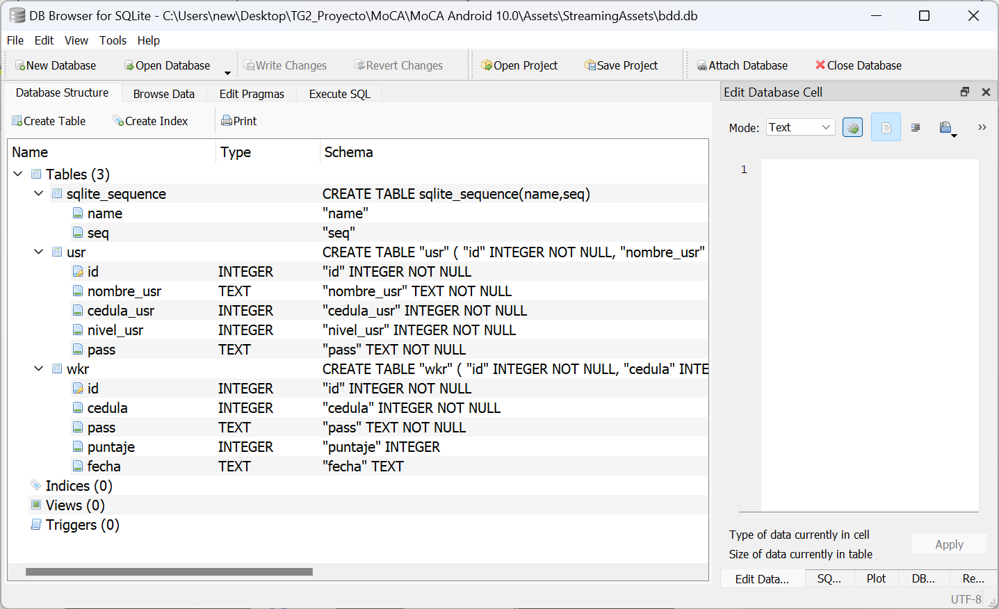 DB Browser for SQLite - C:\Users\new\Desktop\TG2_Proyecto\MoCA\MoCA Android 10.0\Assets\StreamingAssets\bdd.db
File Edit View Tools Help
New Database Open Database Write Changes Revert Changes Open Project Save Project Attach Database Close Database
Database Structure Browse Data Edit Pragmas Execute SQL
Create Table Create Index Print
Name Type Schema
Tables (3)
sqlite_sequence CREATE TABLE sqlite_sequence(name,seq)
name "name"
seq "seq"
usr CREATE TABLE "usr" ( "id" INTEGER NOT NULL, "nombre_usr"
id INTEGER "id" INTEGER NOT NULL
nombre_usr TEXT "nombre_usr" TEXT NOT NULL
cedula_usr INTEGER "cedula_usr" INTEGER NOT NULL
nivel_usr INTEGER "nivel_usr" INTEGER NOT NULL
pass TEXT "pass" TEXT NOT NULL
wkr CREATE TABLE "wkr" ( "id" INTEGER NOT NULL, "cedula" INTE
id INTEGER "id" INTEGER NOT NULL
cedula INTEGER "cedula" INTEGER NOT NULL
pass TEXT "pass" TEXT NOT NULL
puntaje INTEGER "puntaje" INTEGER
fecha TEXT "fecha" TEXT
Indices (0)
Views (0)
Triggers (0)
Edit Database Cell
Mode: Text
1
Type of data currently in cell
Size of data currently in table
Apply
Edit Data... SQ... Plot DB... Re...
UTF-8